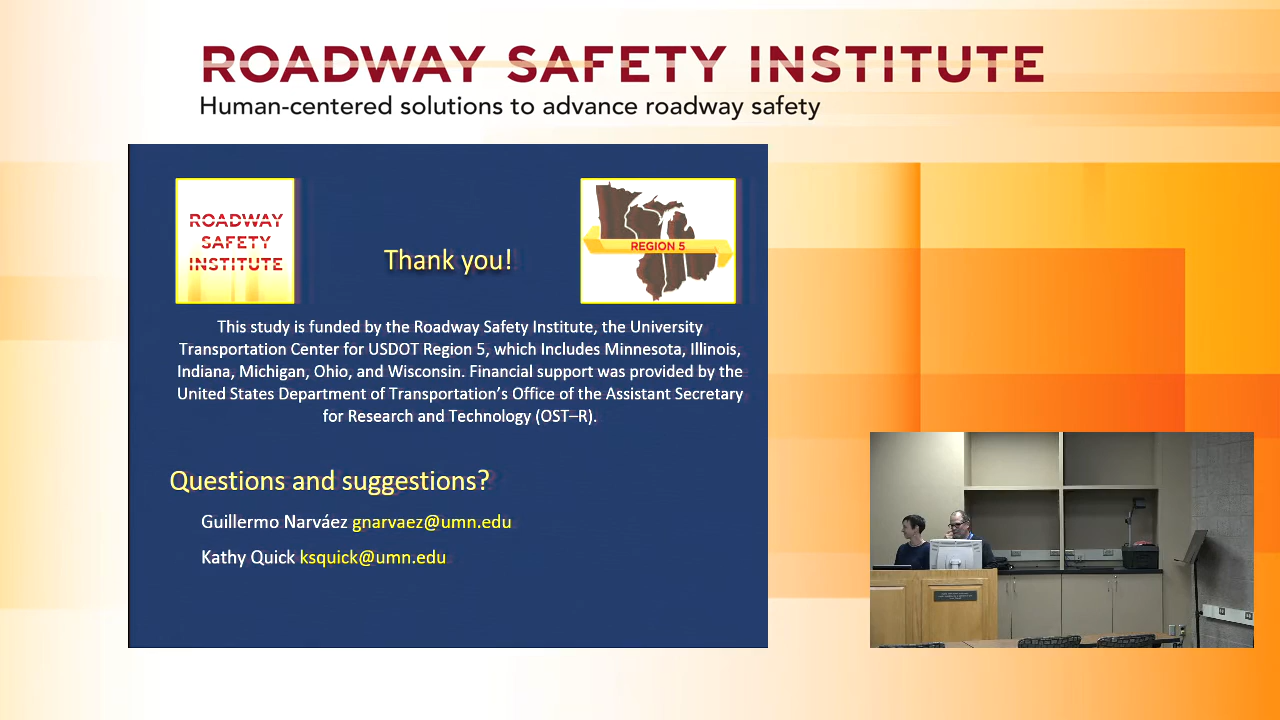 ROADWAY SAFETY INSTITUTE
Human-centered solutions to advance roadway safety
ROADWAY
SAFETY
INSTITUTE
Thank you!
REGION 5
This study is funded by the Roadway Safety Institute, the University
Transportation Center for USDOT Region 5, which Includes Minnesota, Illinois,
Indiana, Michigan, Ohio, and Wisconsin. Financial support was provided by the
United States Department of Transportation’s Office of the Assistant Secretary
for Research and Technology (OST–R).
Questions and suggestions?
Guillermo Narváez gnarvaez@umn.edu
Kathy Quick ksquick@umn.edu